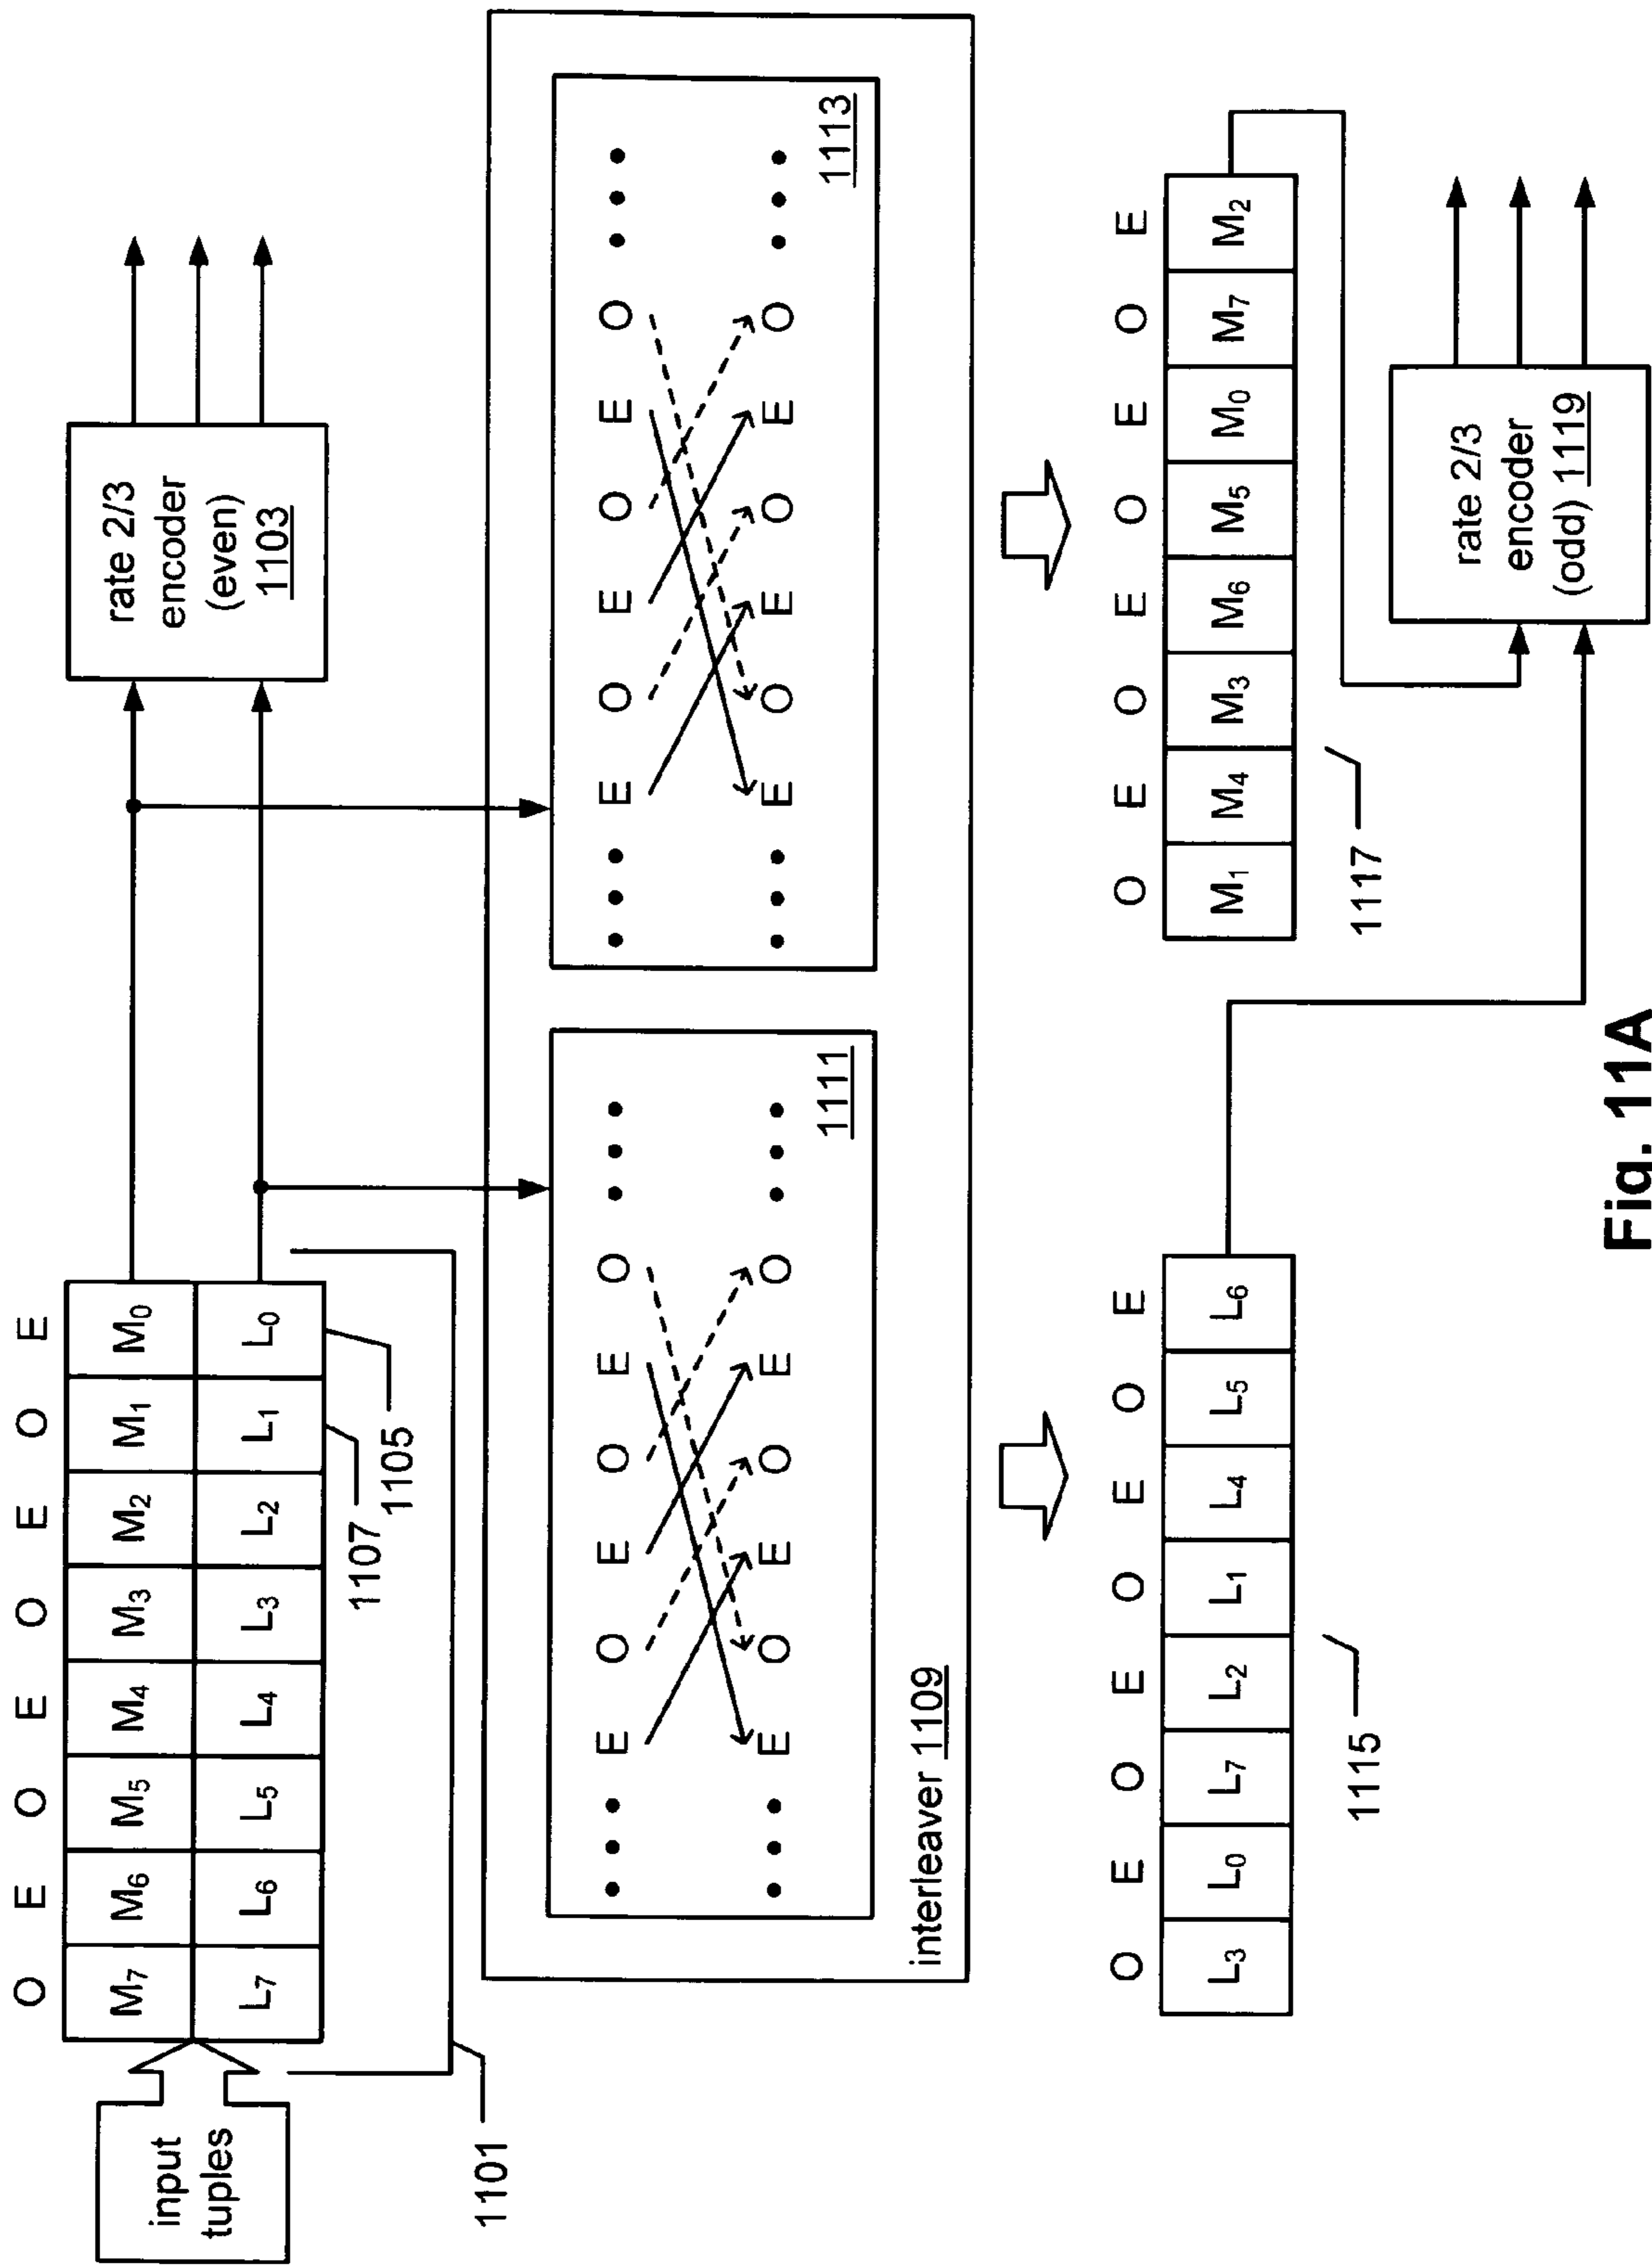 O E O E O E O E
M7 M6 M5 M4 M3 M2 M1 M0
L7 L6 L5 L4 L3 L2 L1 L0
input
tuples
1101
1107
1105
rate 2/3
encoder
(even)
1103
E O E O E O
E O E O E O
1111
E O E O E O
E O E O E O
1113
interleaver 1109
O E O E O E O E
L3 L0 L7 L2 L1 L4 L5 L6
1115
O E O E O E O E
M1 M4 M3 M6 M5 M0 M7 M2
1117
rate 2/3
encoder
(odd) 1119
Fig. 11A